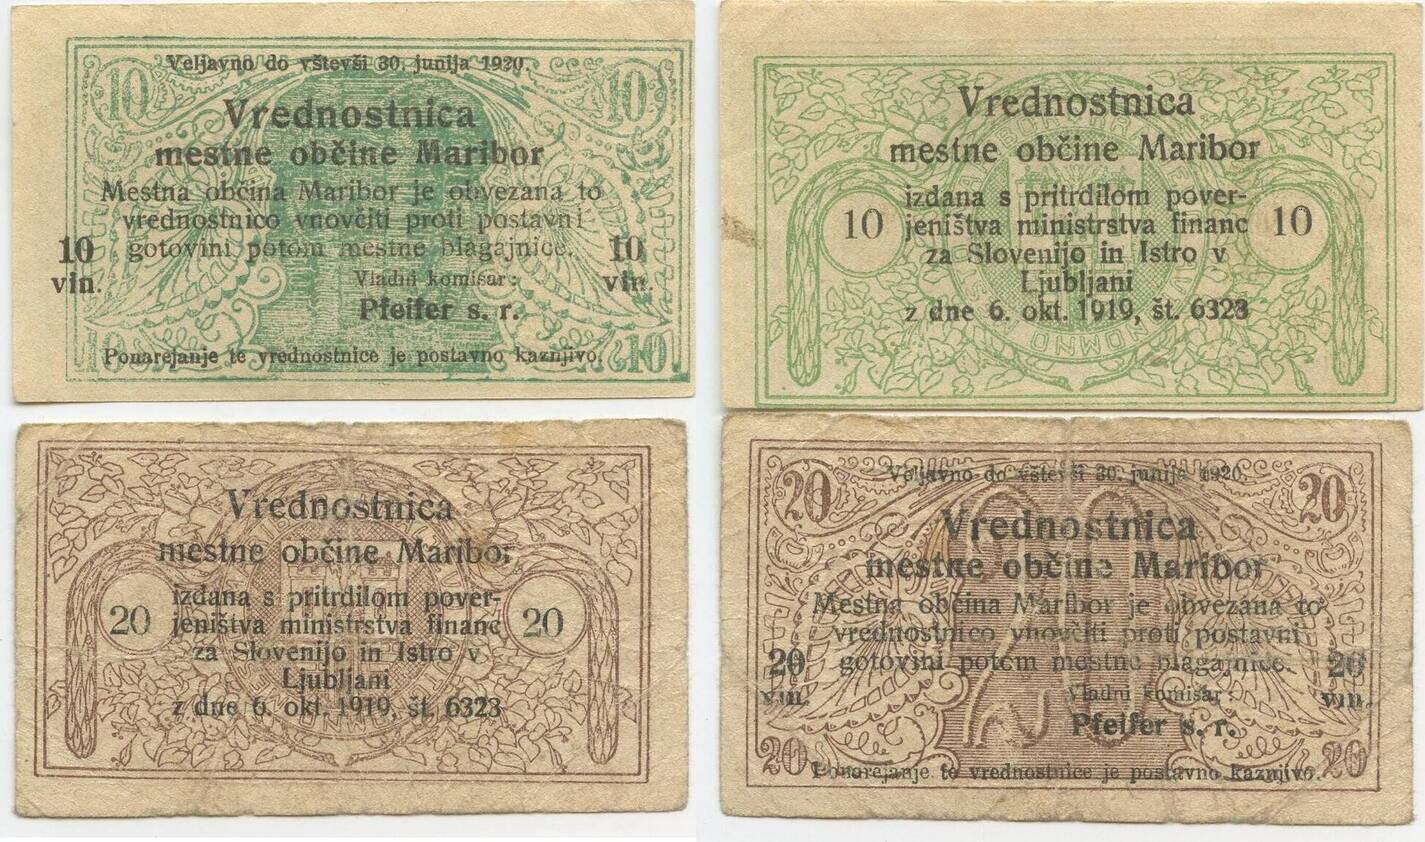 Veljavno do vštevši 30. junija 1920.
10 10
Vrednostnica
mestne občine Maribor
Mestna občina Maribor je obvezana to
vrednostnico vnovčiti proti postavni
gotovini potom mestne blagajnice.
10 10
vin. vin.
Vladni komisar:
Pfeifer s. r.
10 10
Ponarejanje te vrednostnice je postavno kaznjivo.
Vrednostnica
mestne občine Maribor
izdana s pritrdilom pover-
jeništva ministrstva financ
za Slovenijo in Istro v
Ljubljani
z dne 6. okt. 1919, št. 6323
10 10
Vrednostnica
mestne občine Maribor
izdana s pritrdilom pover-
jeništva ministrstva financ
za Slovenijo in Istro v
Ljubljani
z dne 6. okt. 1919, št. 6323
20 20
Veljavno do vštevši 30. junija 1920.
20 20
Vrednostnica
mestne občine Maribor
Mestna občina Maribor je obvezana to
vrednostnico vnovčiti proti postavni
gotovini potom mestne blagajnice.
20 20
vin. vin.
Vladni komisar:
Pfeifer s. r.
20 20
Ponarejanje te vrednostnice je postavno kaznjivo.